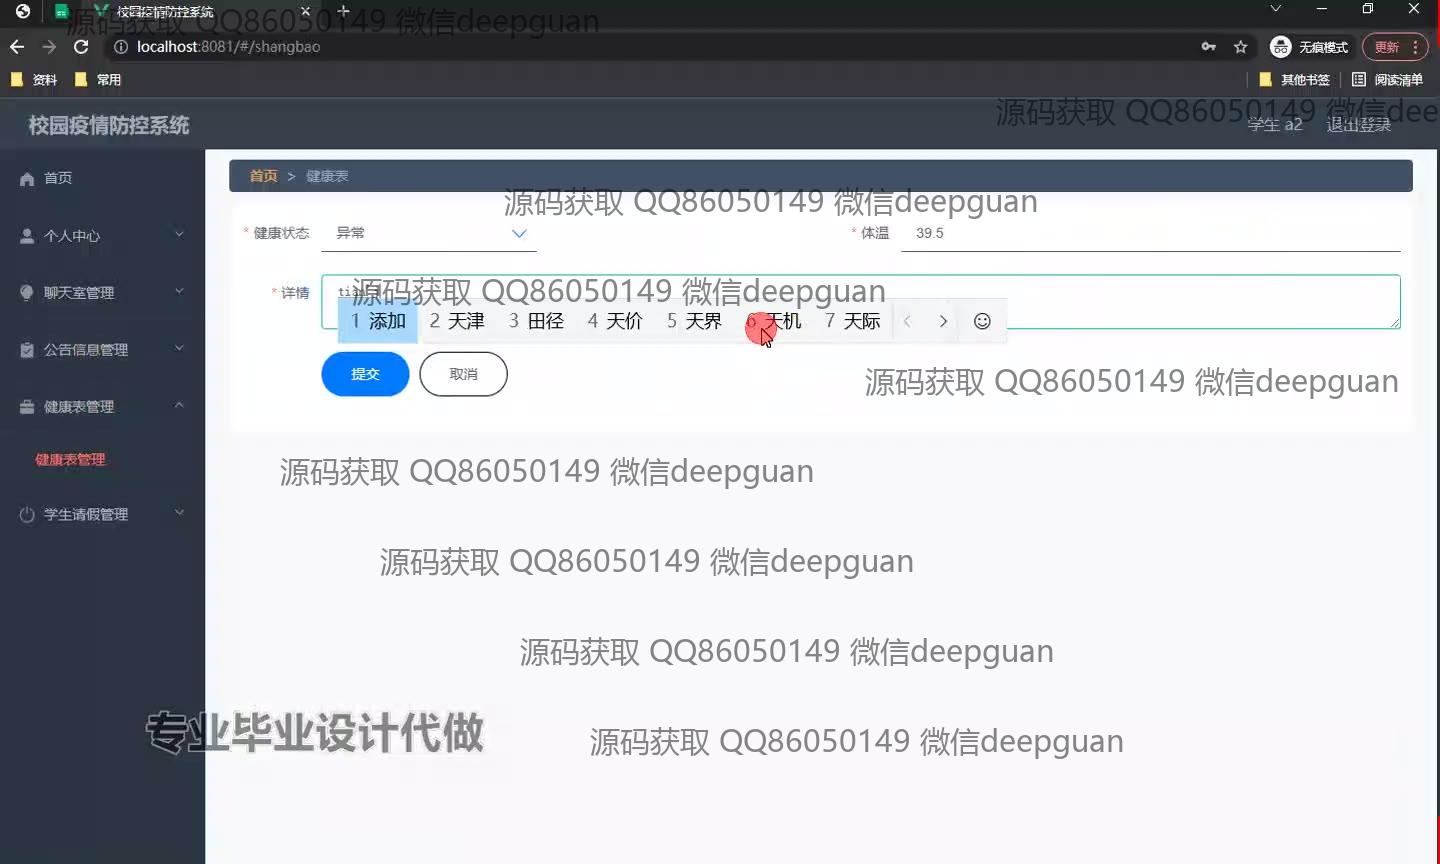 校园疫情防控系统
源码获取 QQ86050149 微信deepguan
localhost:8081/#/shangbao
无痕模式
更新
资料
常用
其他书签
阅读清单
校园疫情防控系统
源码获取 QQ86050149 微信dee
学生 a2
退出登录
首页
首页 > 健康表
源码获取 QQ86050149 微信deepguan
个人中心
* 健康状态
异常
* 体温
39.5
聊天室管理
* 详情
源码获取 QQ86050149 微信deepguan
1 添加 2 天津 3 田径 4 天价 5 天界 6 天机 7 天际
公告信息管理
提交
取消
源码获取 QQ86050149 微信deepguan
健康表管理
健康表管理
源码获取 QQ86050149 微信deepguan
学生请假管理
源码获取 QQ86050149 微信deepguan
源码获取 QQ86050149 微信deepguan
专业毕业设计代做
源码获取 QQ86050149 微信deepguan